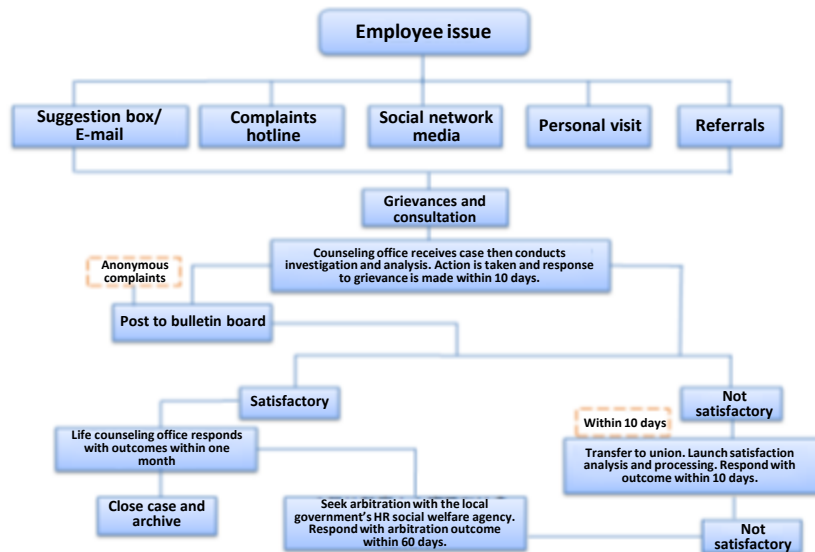 Employee issue
Suggestion box/
E-mail
Complaints
hotline
Social network
media
Personal visit
Referrals
Grievances and
consultation
Counseling office receives case then conducts
investigation and analysis. Action is taken and response
to grievance is made within 10 days.
Anonymous
complaints
Post to bulletin board
Satisfactory
Not
satisfactory
Within 10 days
Life counseling office responds
with outcomes within one
month
Transfer to union. Launch satisfaction
analysis and processing. Respond with
outcome within 10 days.
Close case and
archive
Seek arbitration with the local
government's HR social welfare agency.
Respond with arbitration outcome
within 60 days.
Not
satisfactory